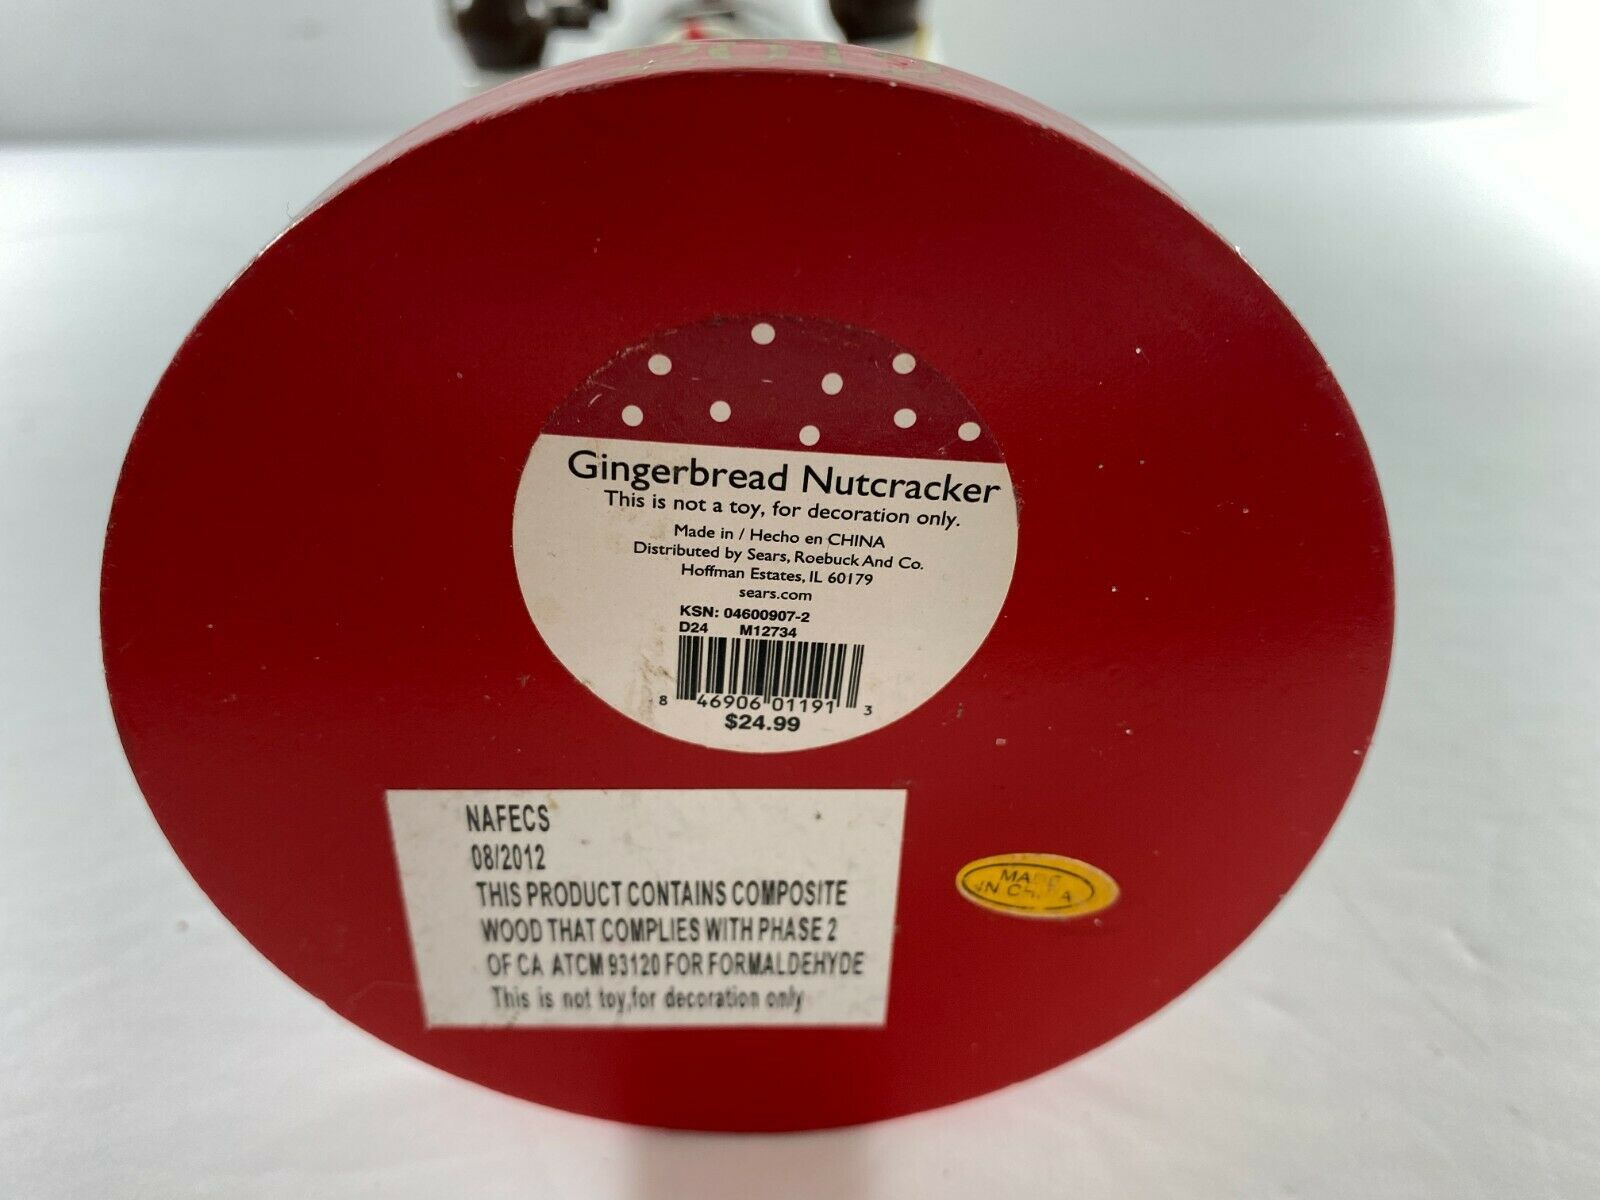 2012
Gingerbread Nutcracker
This is not a toy, for decoration only.
Made in / Hecho en CHINA
Distributed by Sears, Roebuck And Co.
Hoffman Estates, IL 60179
sears.com
KSN: 04600907-2
D24 M12734
8 46906 01191 3
$24.99
NAFECS
08/2012
THIS PRODUCT CONTAINS COMPOSITE
WOOD THAT COMPLIES WITH PHASE 2
OF CA ATCM 93120 FOR FORMALDEHYDE
This is not toy,for decoration only
MADE
IN CHINA